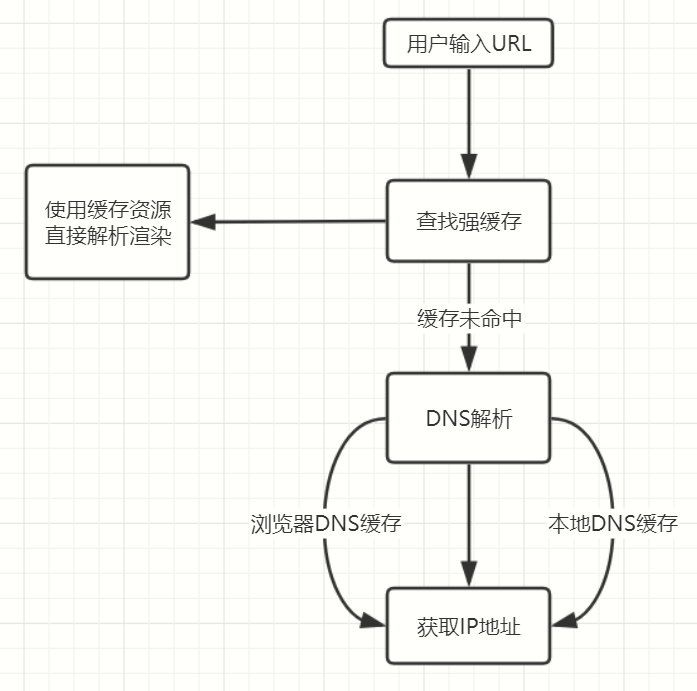 用户输入URL
使用缓存资源
直接解析渲染
查找强缓存
缓存未命中
DNS解析
浏览器DNS缓存
本地DNS缓存
获取IP地址